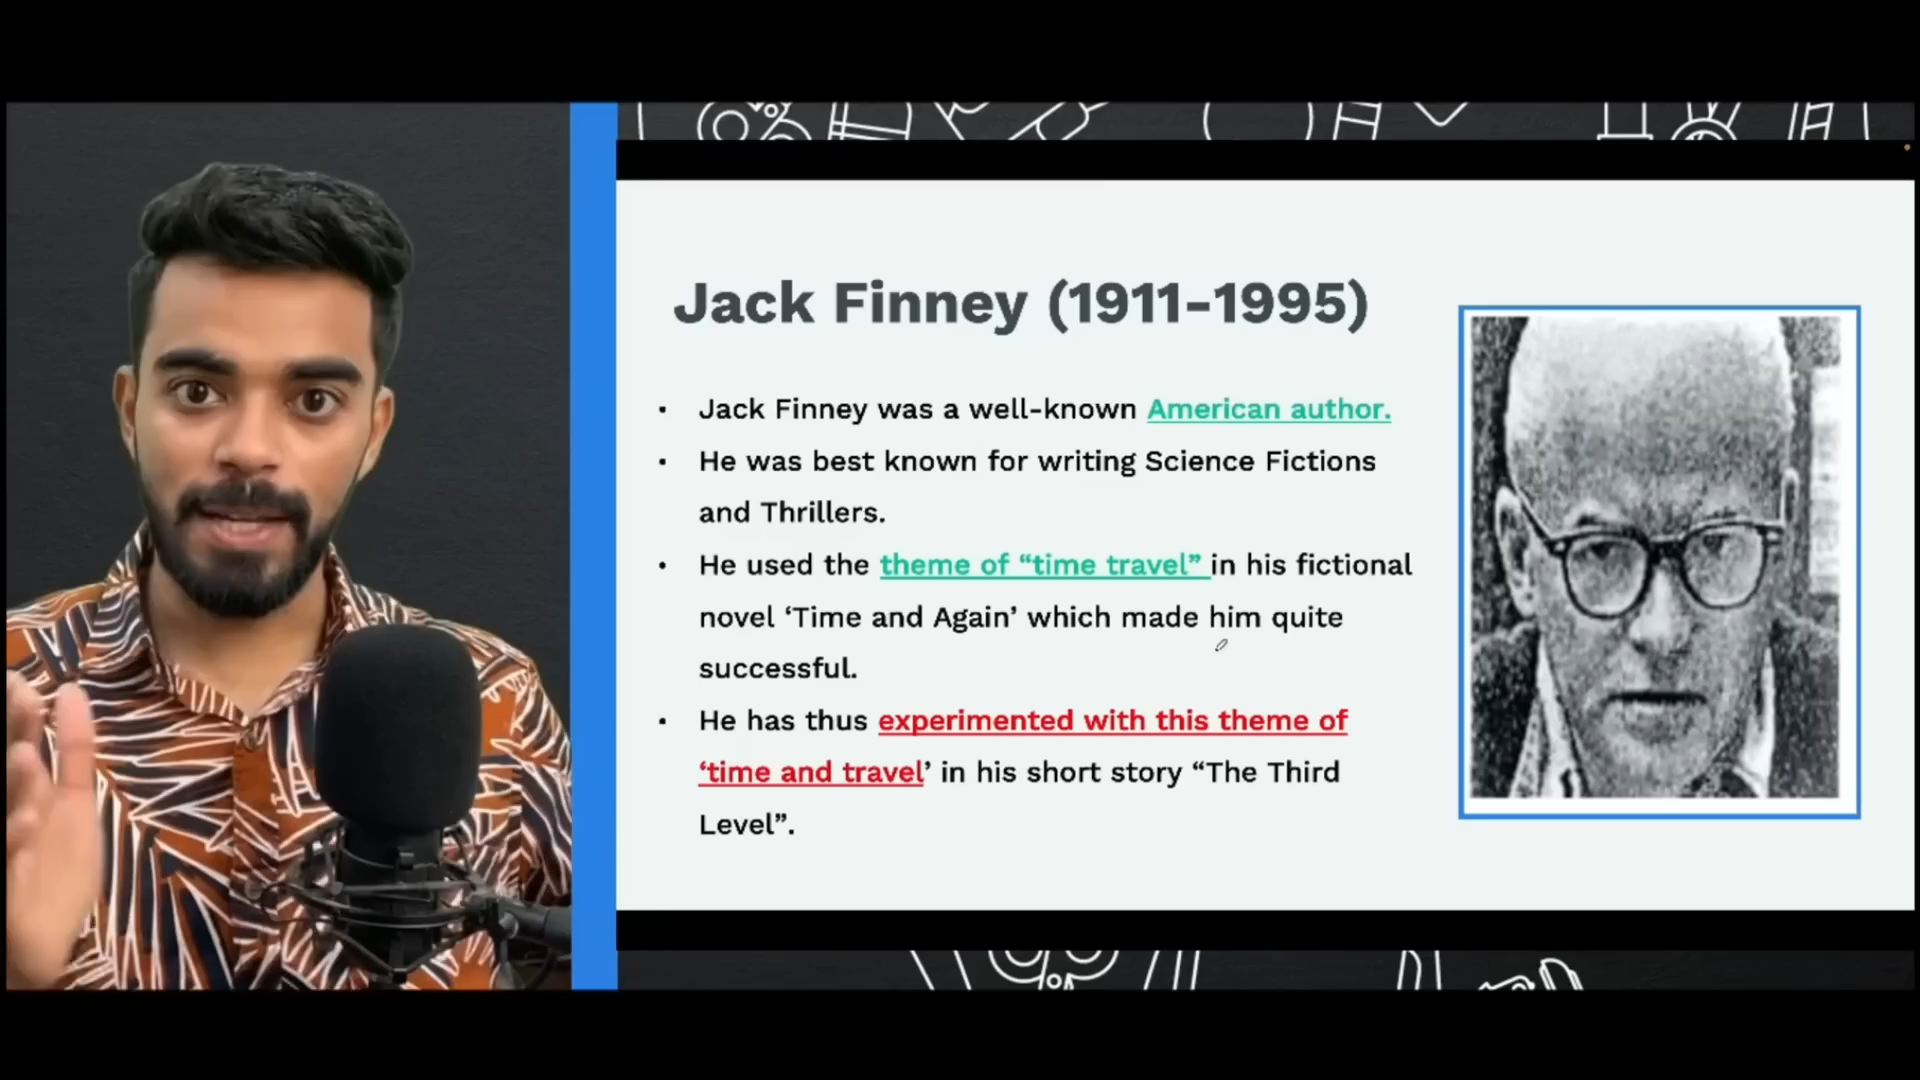 Jack Finney (1911-1995)
• Jack Finney was a well-known American author.
• He was best known for writing Science Fictions
and Thrillers.
• He used the theme of “time travel” in his fictional
novel ‘Time and Again’ which made him quite
successful.
• He has thus experimented with this theme of
‘time and travel’ in his short story “The Third
Level”.